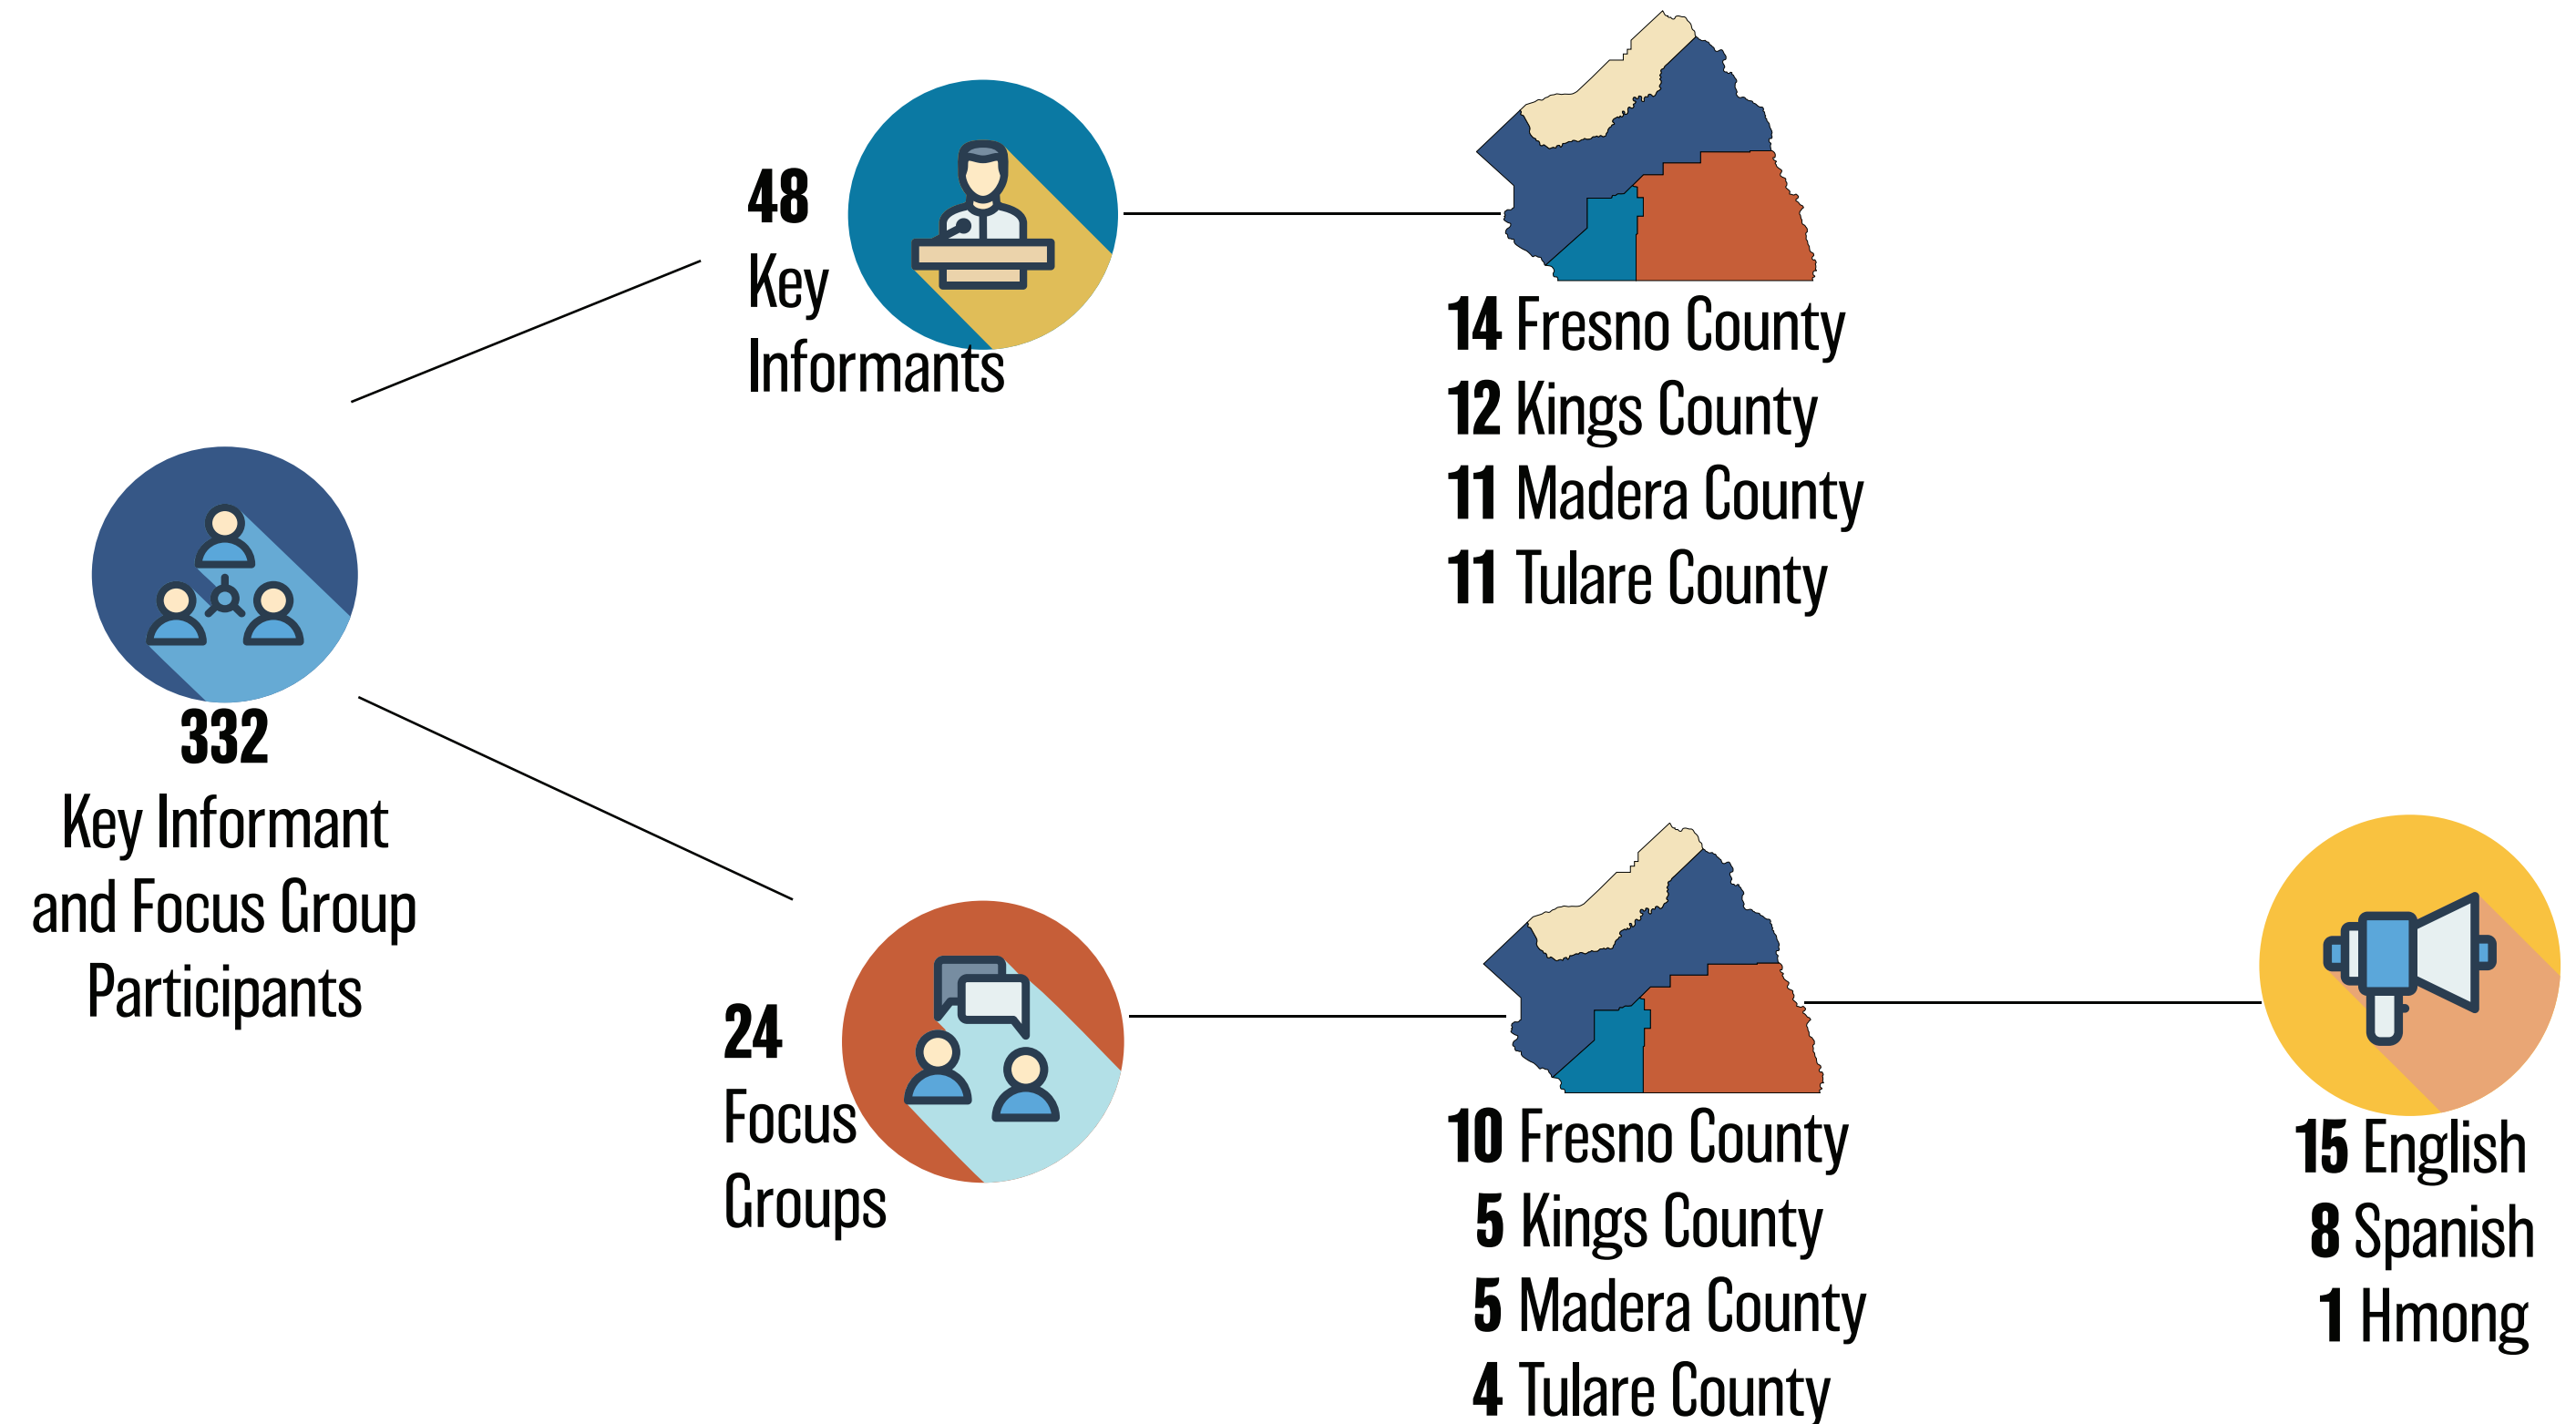 332
Key Informant
and Focus Group
Participants
48
Key
Informants
14 Fresno County
12 Kings County
11 Madera County
11 Tulare County
24
Focus
Groups
10 Fresno County
5 Kings County
5 Madera County
4 Tulare County
15 English
8 Spanish
1 Hmong